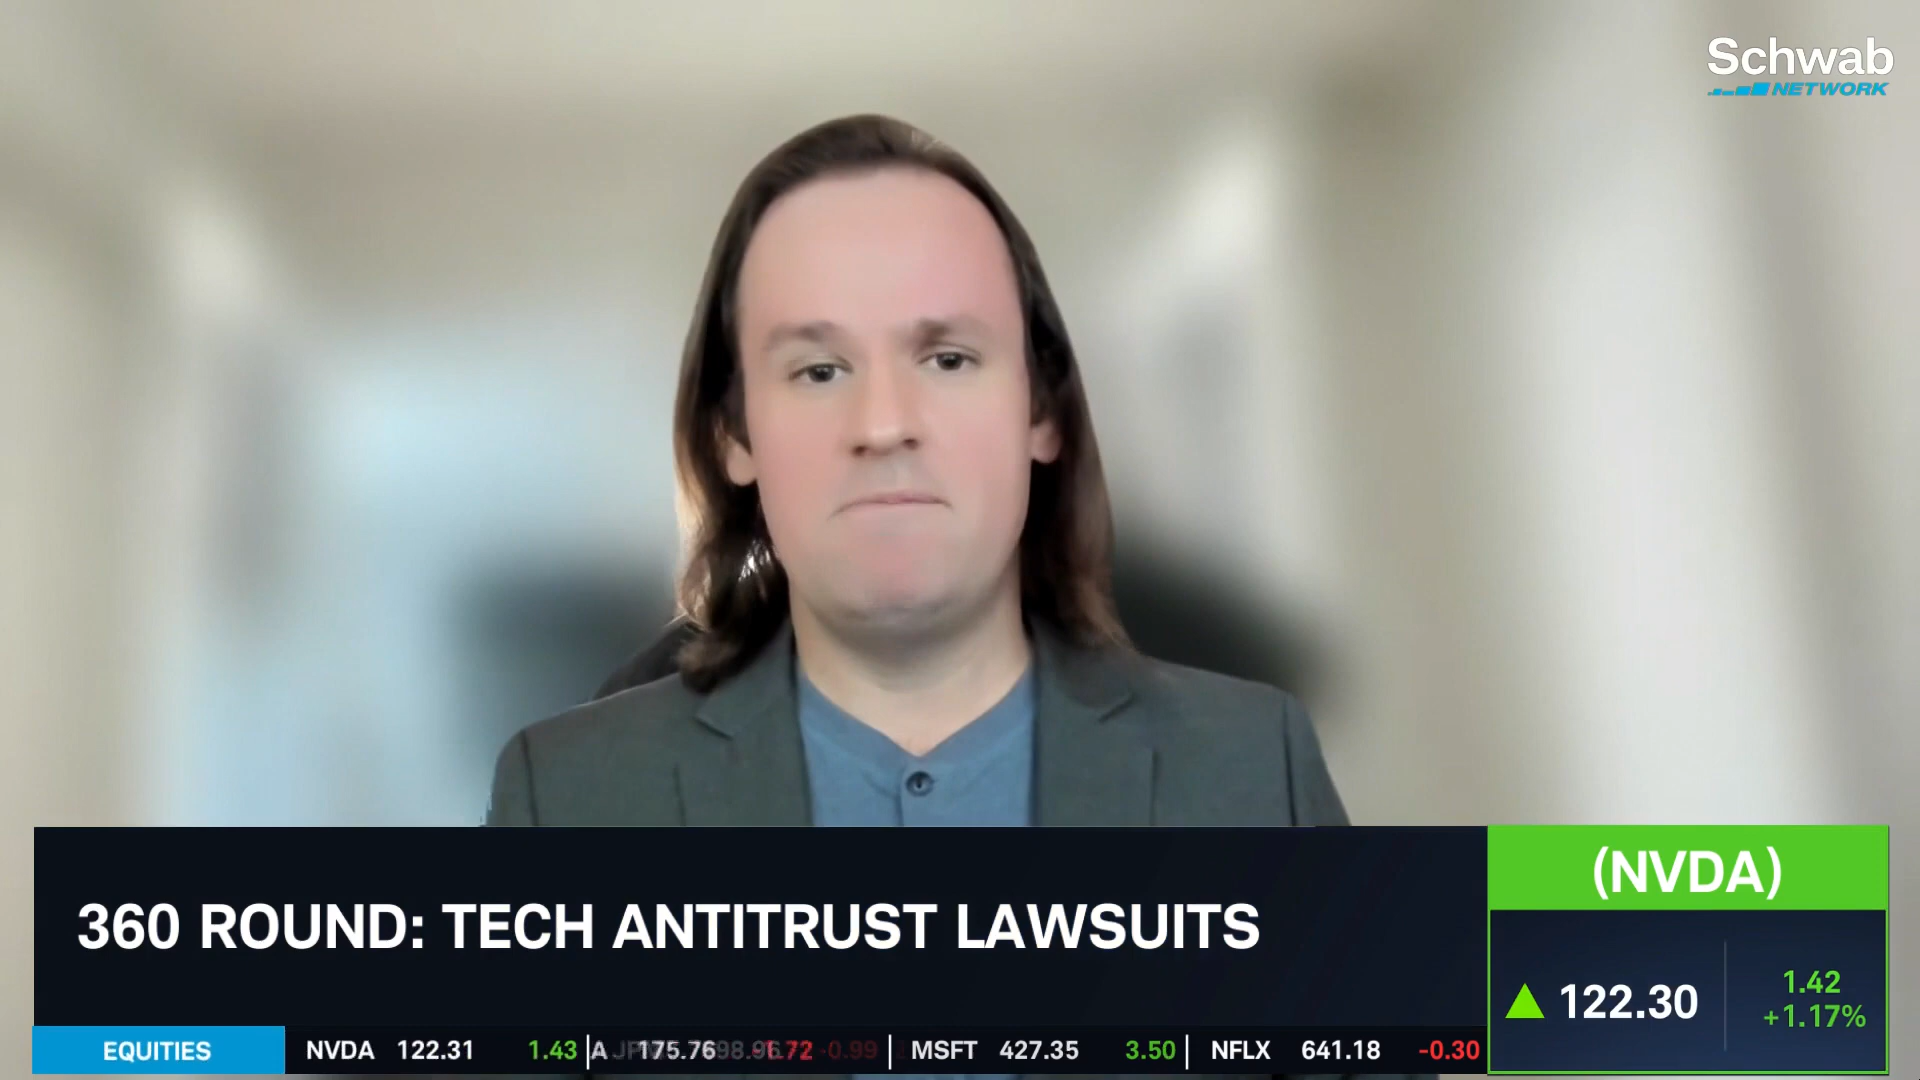 Schwab
NETWORK
(NVDA)
360 ROUND: TECH ANTITRUST LAWSUITS
122.30
1.42
+1.17%
EQUITIES
NVDA 122.31 1.43
MSFT 427.35 3.50
NFLX 641.18 -0.30